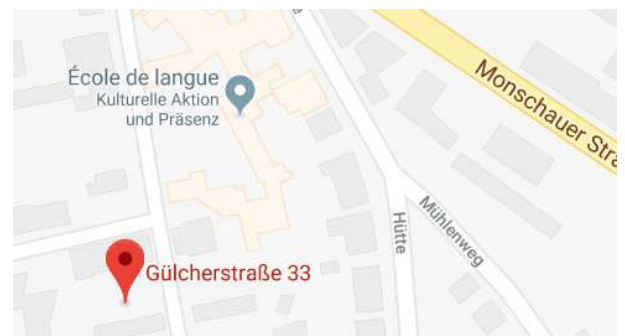 École de langue
Kulturelle Aktion
und Präsenz
Monschauer Stra
Hütte
Mühlenweg
Gülcherstraße 33